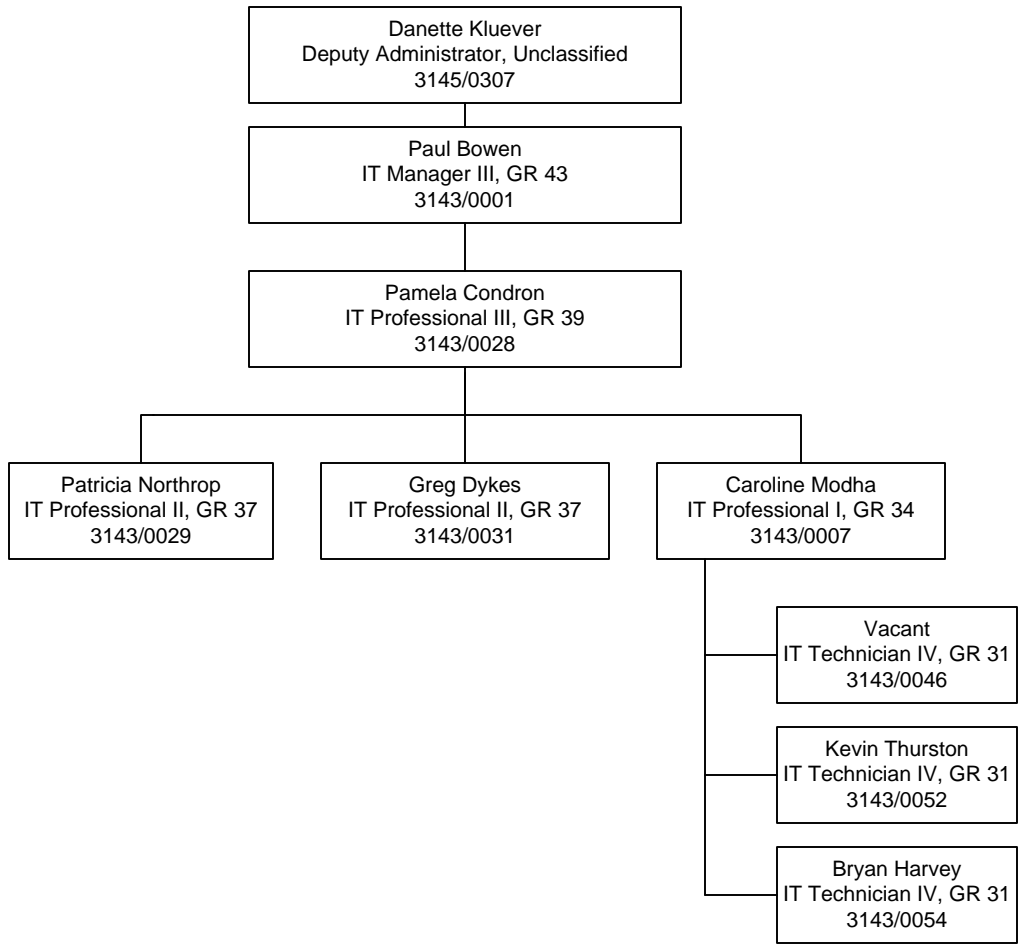 Danette Kluever
Deputy Administrator, Unclassified
3145/0307
Paul Bowen
IT Manager III, GR 43
3143/0001
Pamela Condron
IT Professional III, GR 39
3143/0028
Patricia Northrop
IT Professional II, GR 37
3143/0029
Greg Dykes
IT Professional II, GR 37
3143/0031
Caroline Modha
IT Professional I, GR 34
3143/0007
Vacant
IT Technician IV, GR 31
3143/0046
Kevin Thurston
IT Technician IV, GR 31
3143/0052
Bryan Harvey
IT Technician IV, GR 31
3143/0054